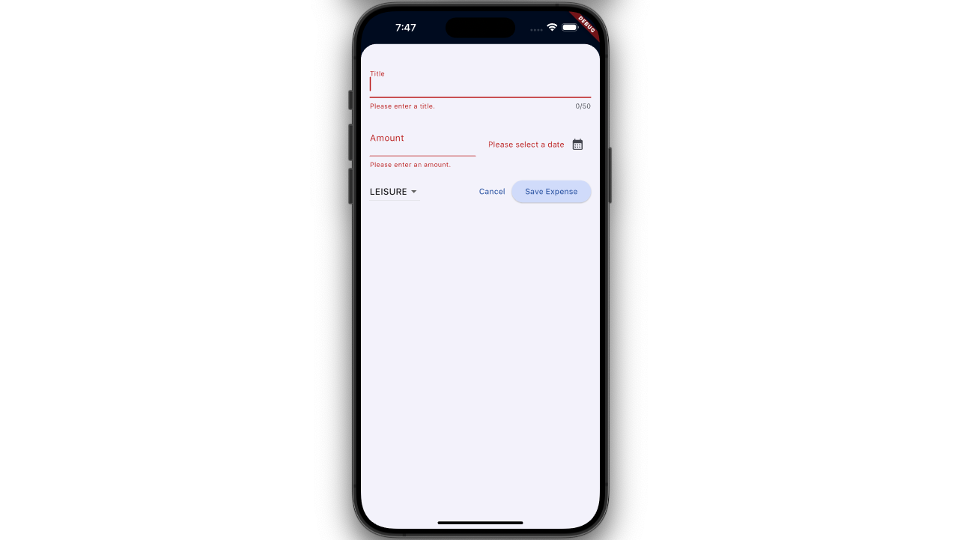 7:47
DEBUG
Title
Please enter a title.
0/50
Amount
Please select a date
Please enter an amount.
LEISURE
Cancel
Save Expense